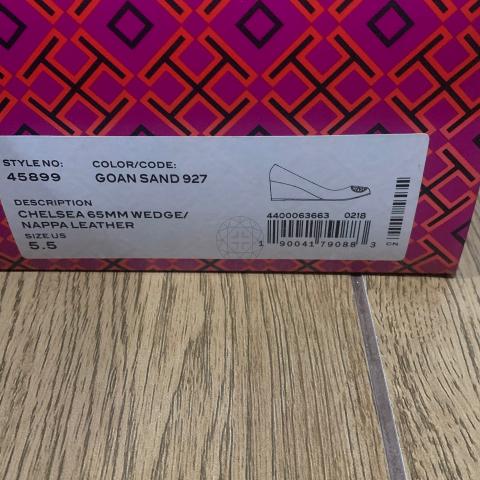 STYLE NO: COLOR/CODE:
45899 GOAN SAND 927
DESCRIPTION
CHELSEA 65MM WEDGE/
NAPPA LEATHER
SIZE US
5.5
4400063663 0218
1 90041 79088 3
CN